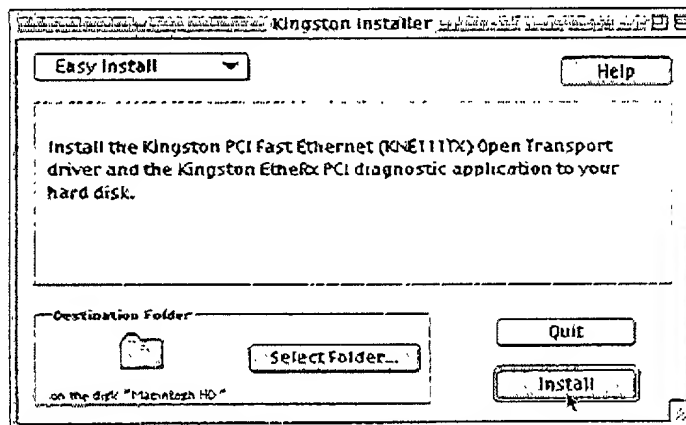 Kingston Installer
Easy Install
Help
Install the Kingston PCI Fast Ethernet (KNE111TX) Open Transport
driver and the Kingston EtheRx PCI diagnostic application to your
hard disk.
Destination Folder
Select Folder...
on the disk "Macintosh HD"
Quit
Install